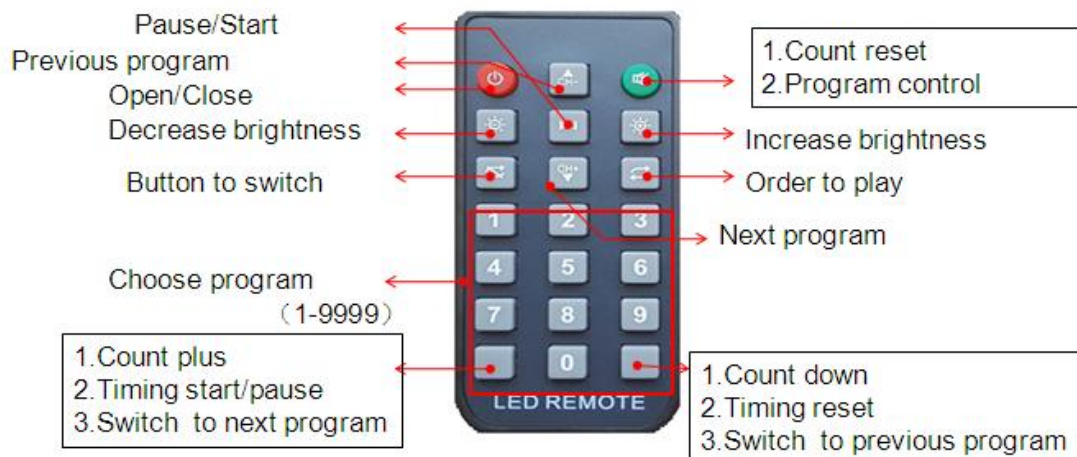 Pause/Start
Previous program
Open/Close
Decrease brightness
Button to switch
Choose program
（1-9999）
1.Count plus
2.Timing start/pause
3.Switch to next program
1.Count reset
2.Program control
Increase brightness
Order to play
Next program
1.Count down
2.Timing reset
3.Switch to previous program
CH-
CH+
1 2 3
4 5 6
7 8 9
0
LED REMOTE